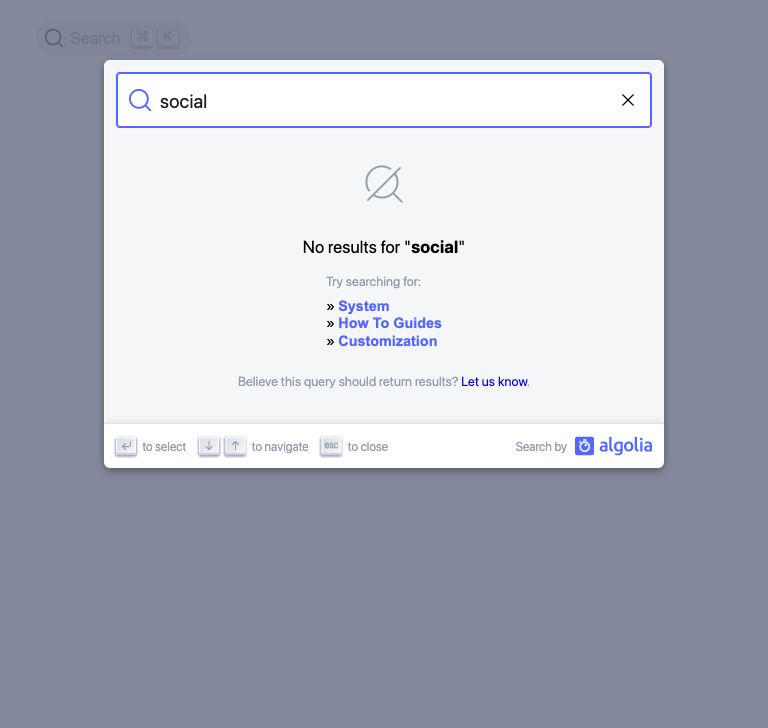 Search ⌘ K
social
No results for "social"
Try searching for:
» System
» How To Guides
» Customization
Believe this query should return results? Let us know.
to select to navigate esc to close Search by algolia